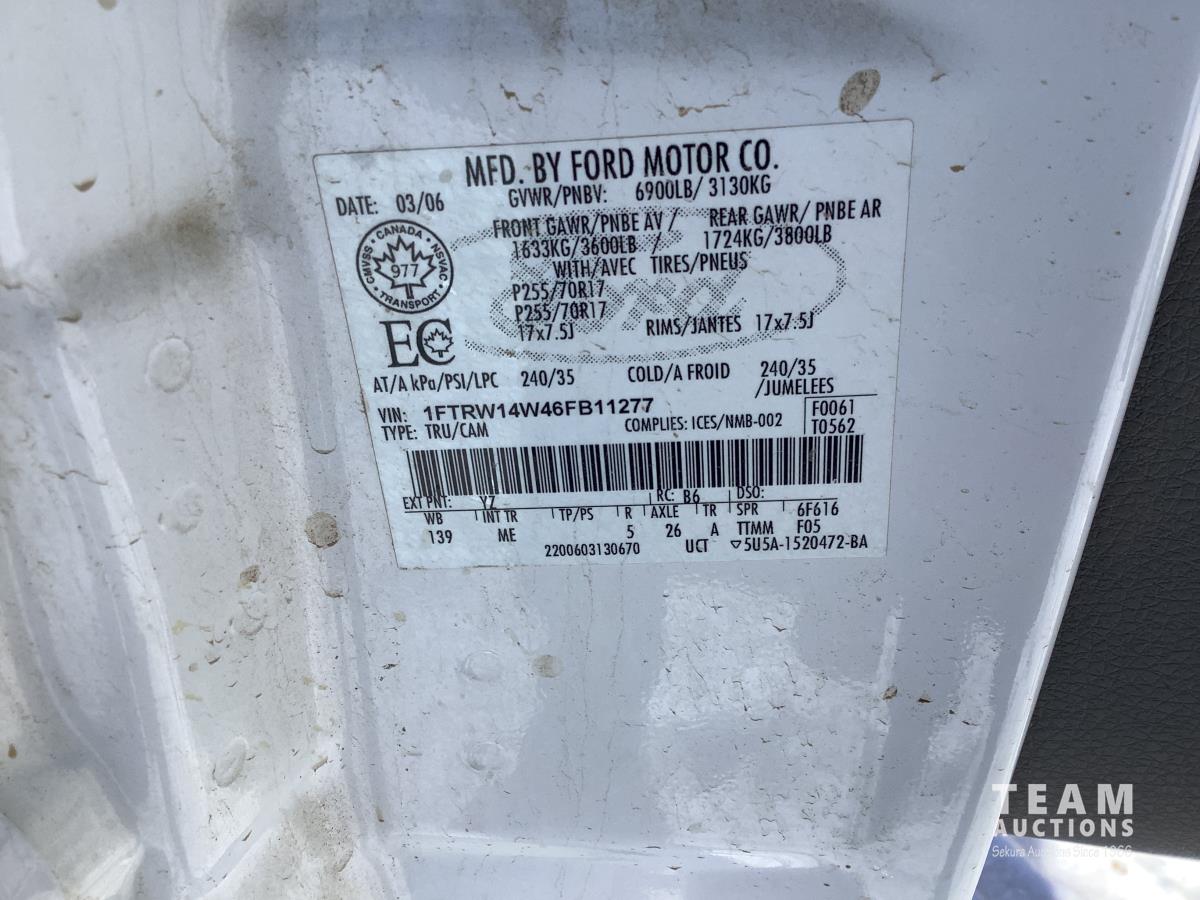 MFD. BY FORD MOTOR CO.
DATE: 03/06 GVWR/PNBV: 6900LB/ 3130KG
FRONT GAWR/PNBE AV / REAR GAWR/ PNBE AR
1633KG/3600LB / 1724KG/3800LB
WITH/AVEC TIRES/PNEUS
P255/70R17
P255/70R17
17x7.5J RIMS/JANTES 17x7.5J
CMVSS • CANADA • NSVAC • TRANSPORT •
977
EC
AT/A kPa/PSI/LPC 240/35 COLD/A FROID 240/35
/JUMELEES
VIN: 1FTRW14W46FB11277 F0061
TYPE: TRU/CAM COMPLIES: ICES/NMB-002 T0562
EXT PNT: YZ RC: B6 DSO:
WB INT TR TP/PS R AXLE TR SPR 6F616
139 ME 5 26 A TTMM F05
2200603130670 UCT 5U5A-1520472-BA
TEAM
AUCTIONS
Sekura Auctions Since 1966